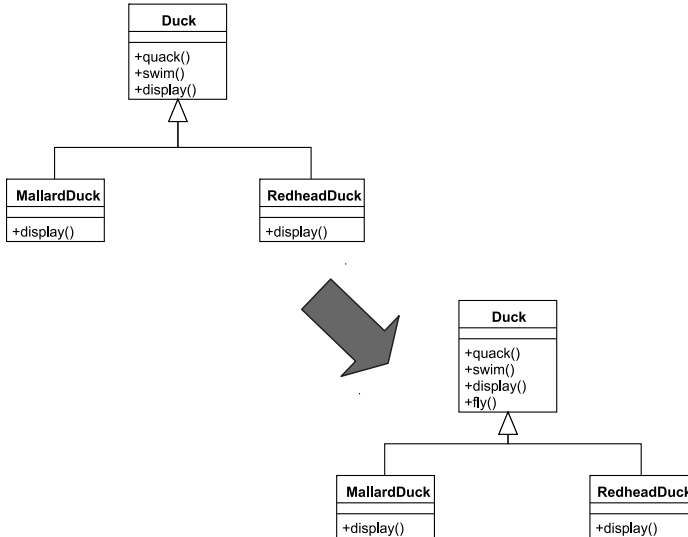 Duck
+quack()
+swim()
+display()
MallardDuck
+display()
RedheadDuck
+display()
Duck
+quack()
+swim()
+display()
+fly()
MallardDuck
+display()
RedheadDuck
+display()